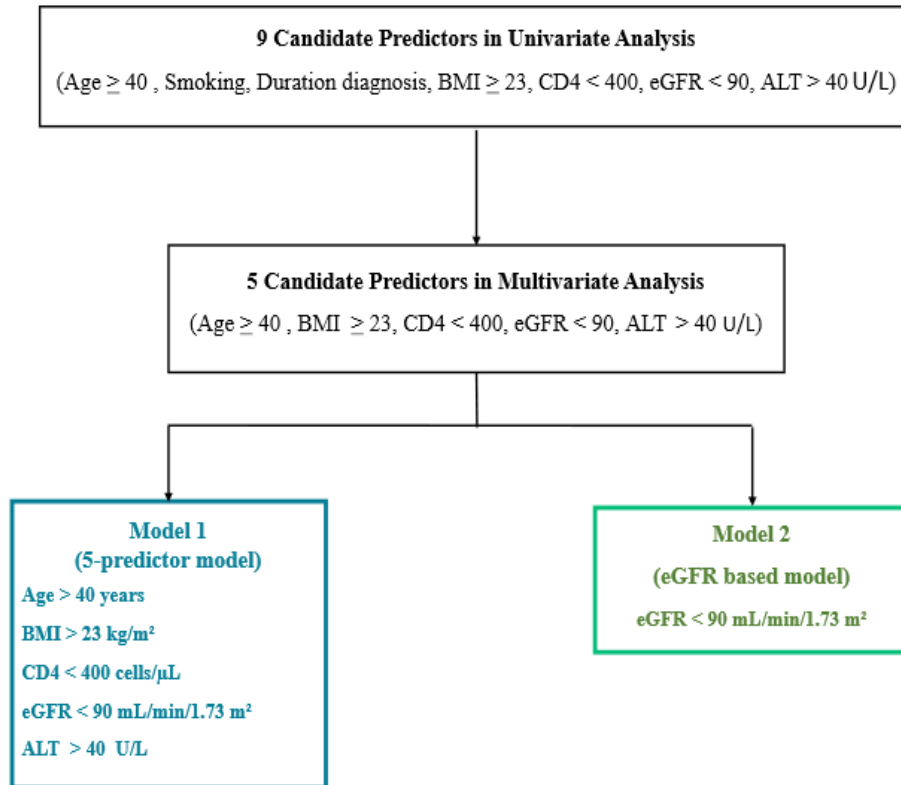 9 Candidate Predictors in Univariate Analysis
(Age ≥ 40 , Smoking, Duration diagnosis, BMI ≥ 23, CD4 < 400, eGFR < 90, ALT > 40 U/L)
5 Candidate Predictors in Multivariate Analysis
(Age ≥ 40 , BMI ≥ 23, CD4 < 400, eGFR < 90, ALT > 40 U/L)
Model 1
(5-predictor model)
Age > 40 years
BMI > 23 kg/m²
CD4 < 400 cells/µL
eGFR < 90 mL/min/1.73 m²
ALT > 40 U/L
Model 2
(eGFR based model)
eGFR < 90 mL/min/1.73 m²